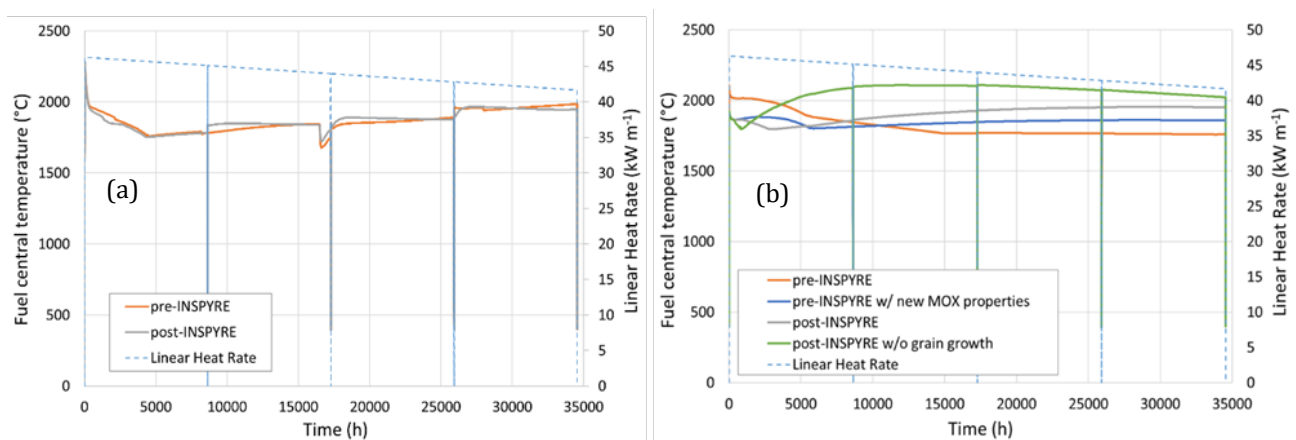 2500
2000
1500
1000
500
0
Fuel central temperature (°C)
(a)
pre-INSPYRE
post-INSPYRE
Linear Heat Rate
50
45
40
35
30
25
20
15
10
5
0
Linear Heat Rate (kW m⁻¹)
0 5000 10000 15000 20000 25000 30000 35000
Time (h)
2500
2000
1500
1000
500
0
Fuel central temperature (°C)
(b)
pre-INSPYRE
pre-INSPYRE w/ new MOX properties
post-INSPYRE
post-INSPYRE w/o grain growth
Linear Heat Rate
50
45
40
35
30
25
20
15
10
5
0
Linear Heat Rate (kW m⁻¹)
0 5000 10000 15000 20000 25000 30000 35000
Time (h)